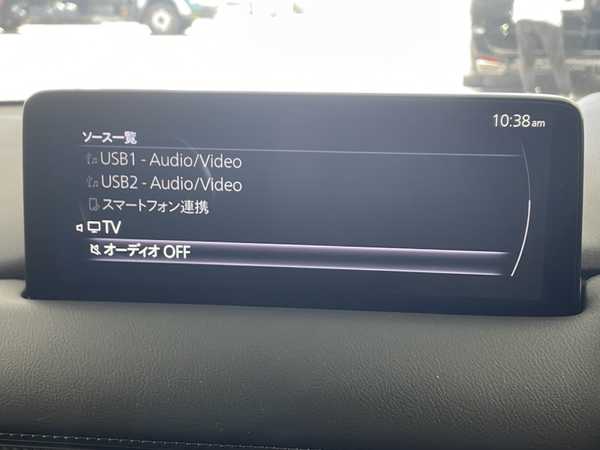 10:38am
ソース一覧
USB1 - Audio/Video
USB2 - Audio/Video
スマートフォン連携
TV
オーディオ OFF